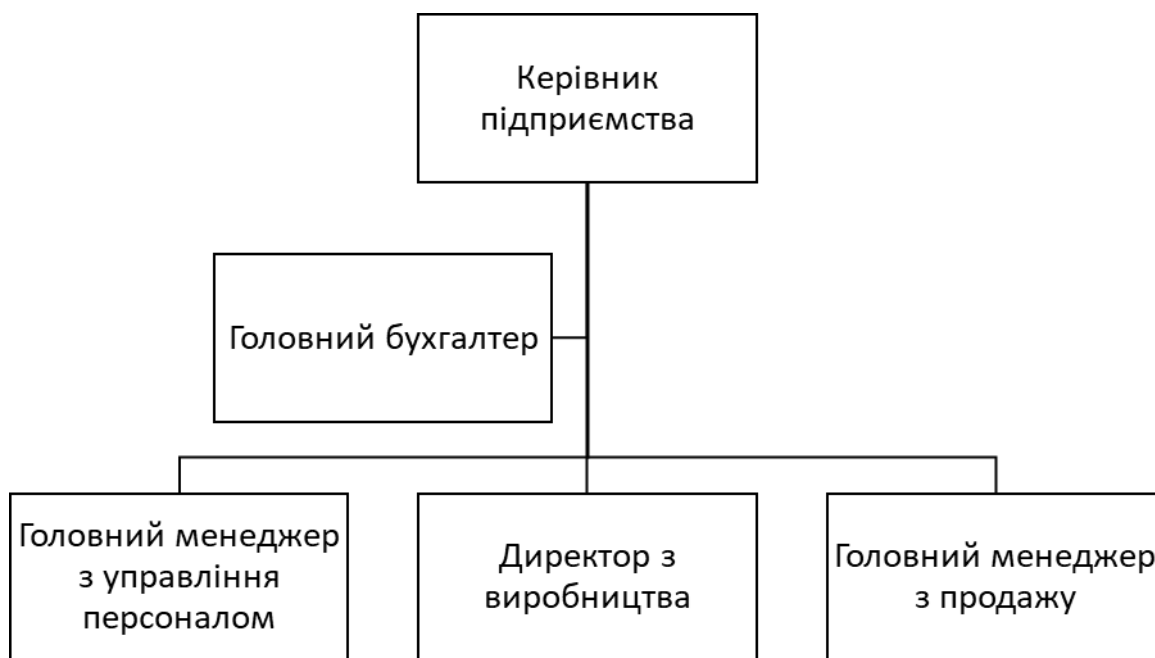 Керівник
підприємства
Головний бухгалтер
Головний менеджер
з управління
персоналом
Директор з
виробництва
Головний менеджер
з продажу